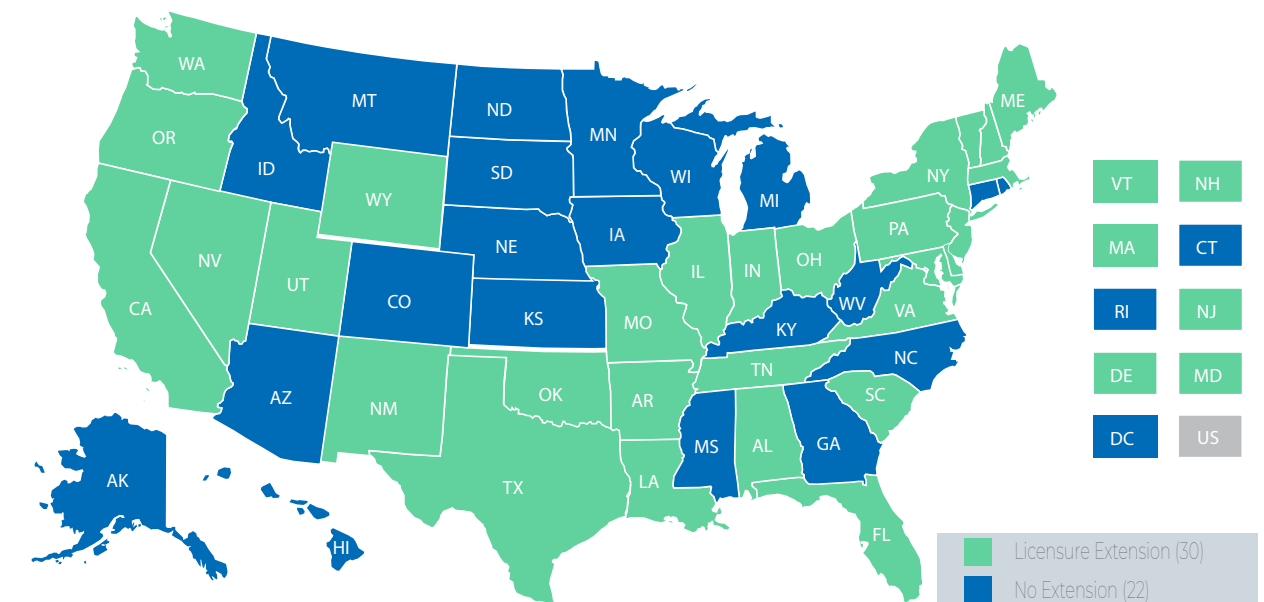 WA
MT
ND
ME
OR
MN
ID
SD
WI
NY
WY
MI
VT
NH
NE
IA
PA
MA
CT
NV
UT
IL
IN
OH
CO
CA
KS
MO
KY
WV
VA
RI
NJ
NC
TN
DE
MD
AZ
NM
OK
AR
SC
MS
AL
GA
DC
US
AK
TX
LA
HI
FL
Licensure Extension (30)
No Extension (22)